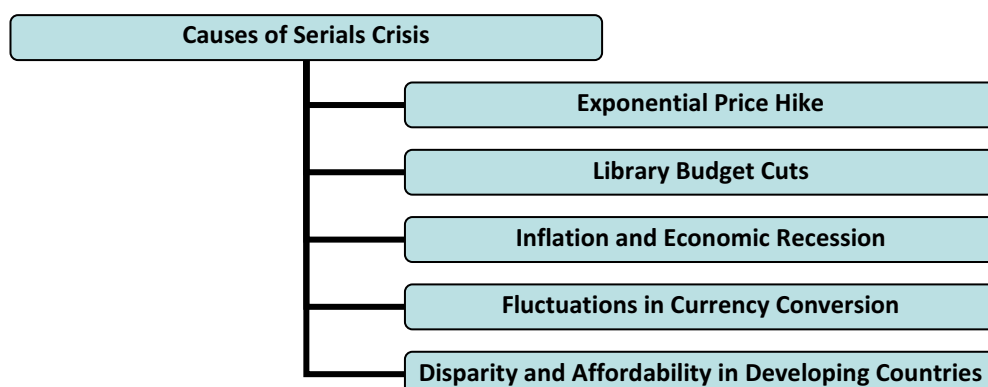 Causes of Serials Crisis
Exponential Price Hike
Library Budget Cuts
Inflation and Economic Recession
Fluctuations in Currency Conversion
Disparity and Affordability in Developing Countries